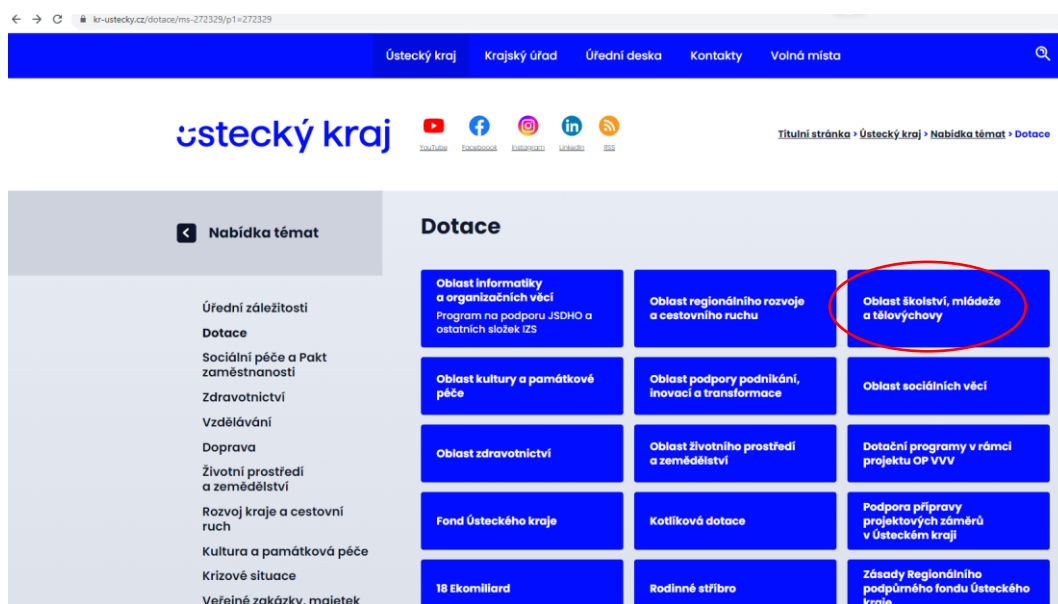 kr-ustecky.cz/dotace/ms-272329/p1=272329
Ústecký kraj Krajský úřad Úřední deska Kontakty Volná místa
ústecký kraj
YouTube Facebook Instagram LinkedIn RSS
Titulní stránka > Ústecký kraj > Nabídka témat > Dotace
Nabídka témat
Úřední záležitosti
Dotace
Sociální péče a Pakt
zaměstnanosti
Zdravotnictví
Vzdělávání
Doprava
Životní prostředí
a zemědělství
Rozvoj kraje a cestovní
ruch
Kultura a památková péče
Krizové situace
Veřejné zakázky, majetek
Dotace
Oblast informatiky
a organizačních věcí
Program na podporu JSDHO a
ostatních složek IZS
Oblast regionálního rozvoje
a cestovního ruchu
Oblast školství, mládeže
a tělovýchovy
Oblast kultury a památkové
péče
Oblast podpory podnikání,
inovací a transformace
Oblast sociálních věcí
Oblast zdravotnictví
Oblast životního prostředí
a zemědělství
Dotační programy v rámci
projektu OP VVV
Fond Ústeckého kraje
Kotlíková dotace
Podpora přípravy
projektových záměrů
v Ústeckém kraji
18 Ekomiliard
Rodinné stříbro
Zásady Regionálního
podpůrného fondu Ústeckého
kraje